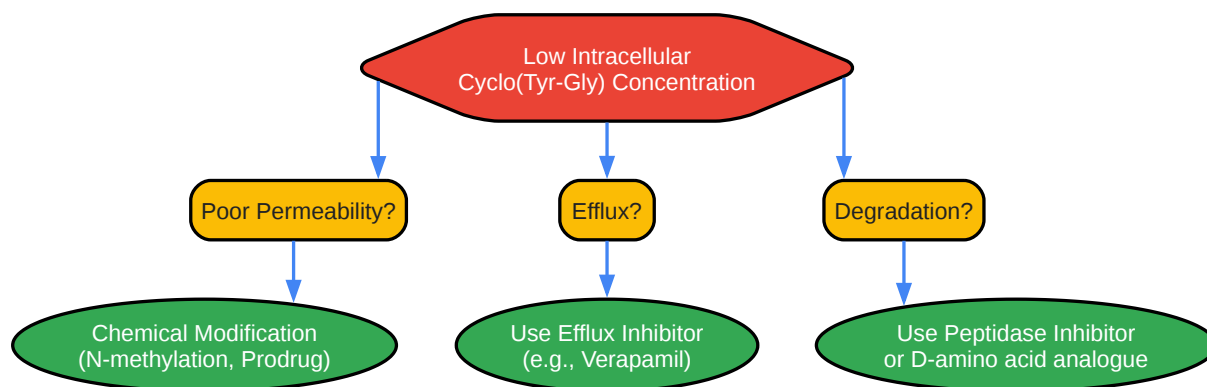 Low Intracellular
Cyclo(Tyr-Gly) Concentration
Poor Permeability?
Efflux?
Degradation?
Chemical Modification
(N-methylation, Prodrug)
Use Efflux Inhibitor
(e.g., Verapamil)
Use Peptidase Inhibitor
or D-amino acid analogue